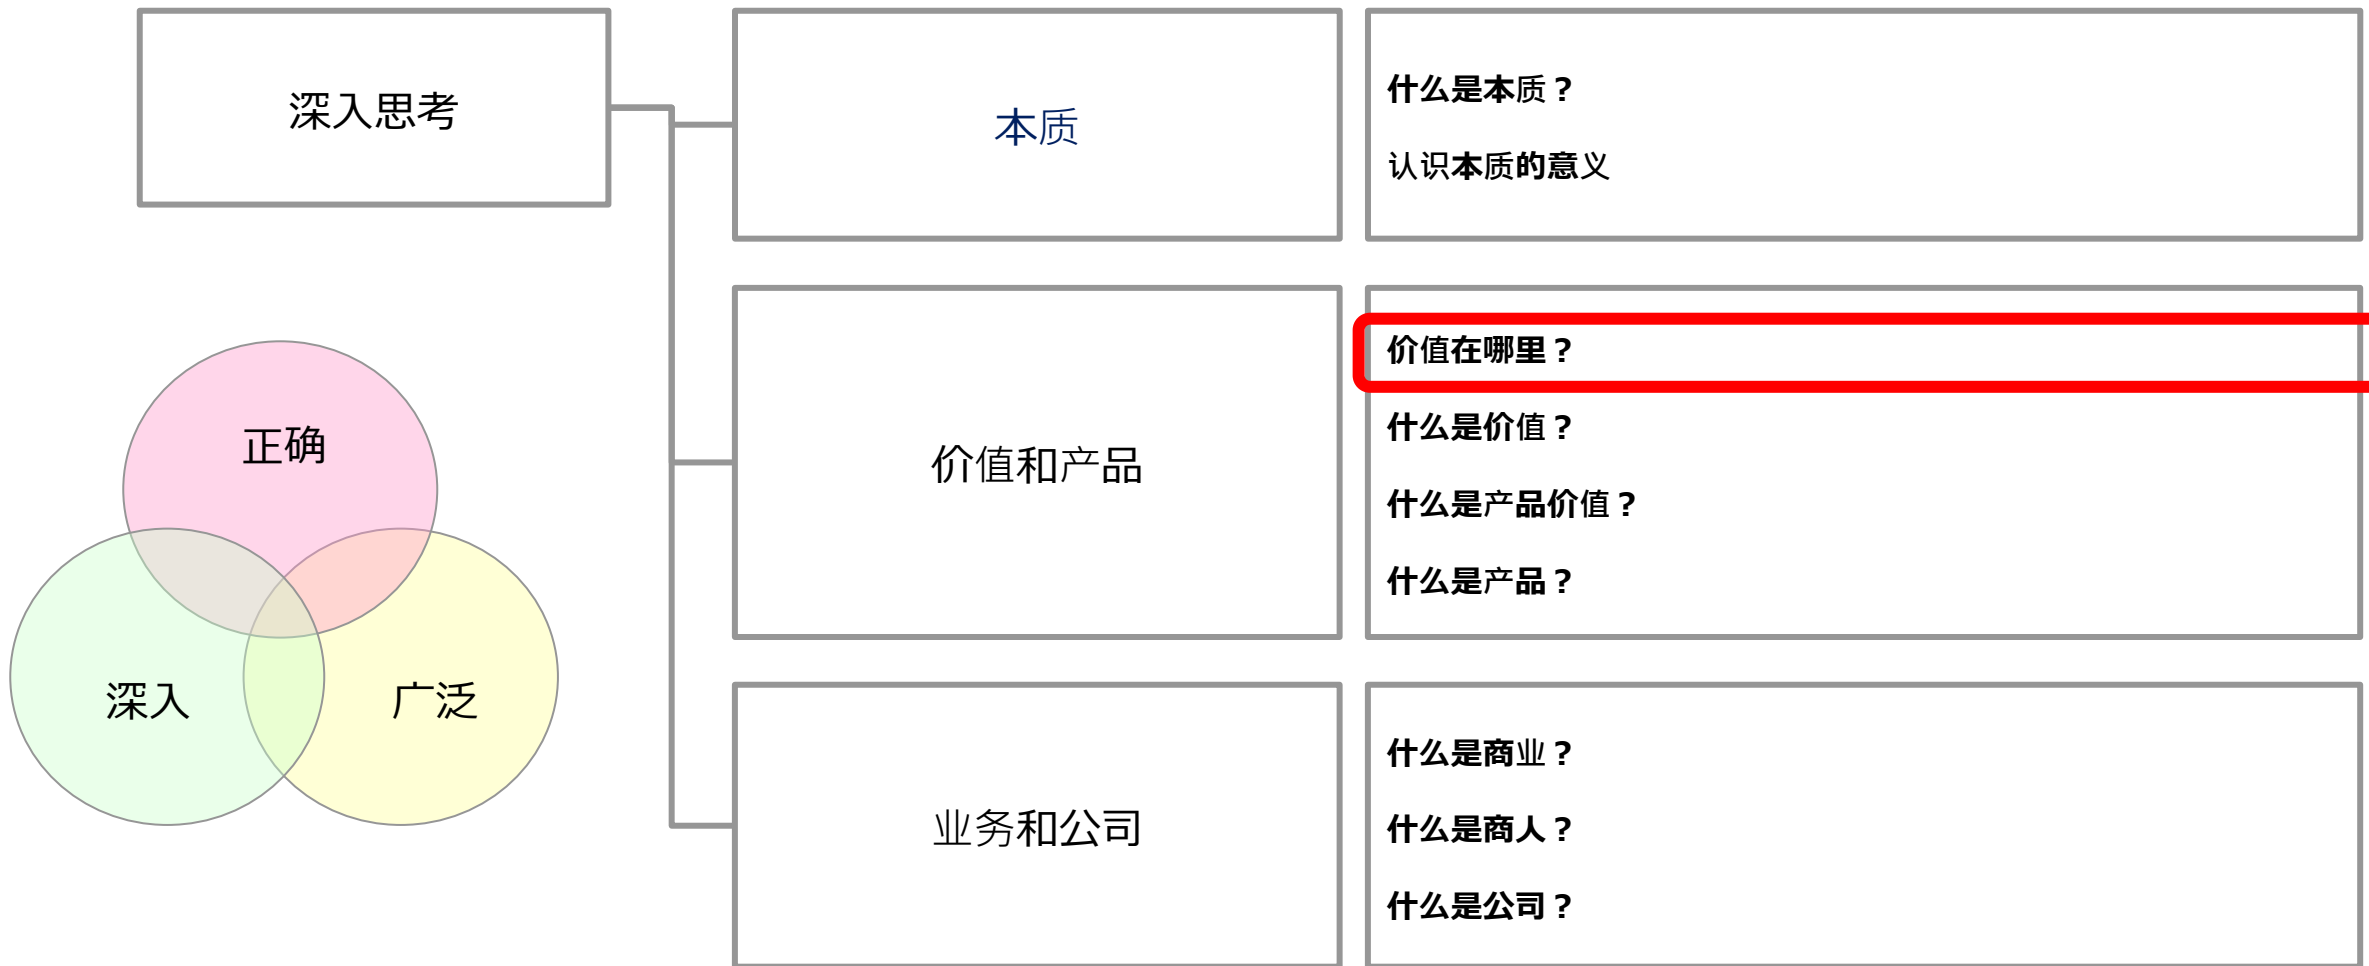 深入思考
本质
什么是本质？
认识本质的意义
价值和产品
价值在哪里？
什么是价值？
什么是产品价值？
什么是产品？
业务和公司
什么是商业？
什么是商人？
什么是公司？
正确
深入
广泛